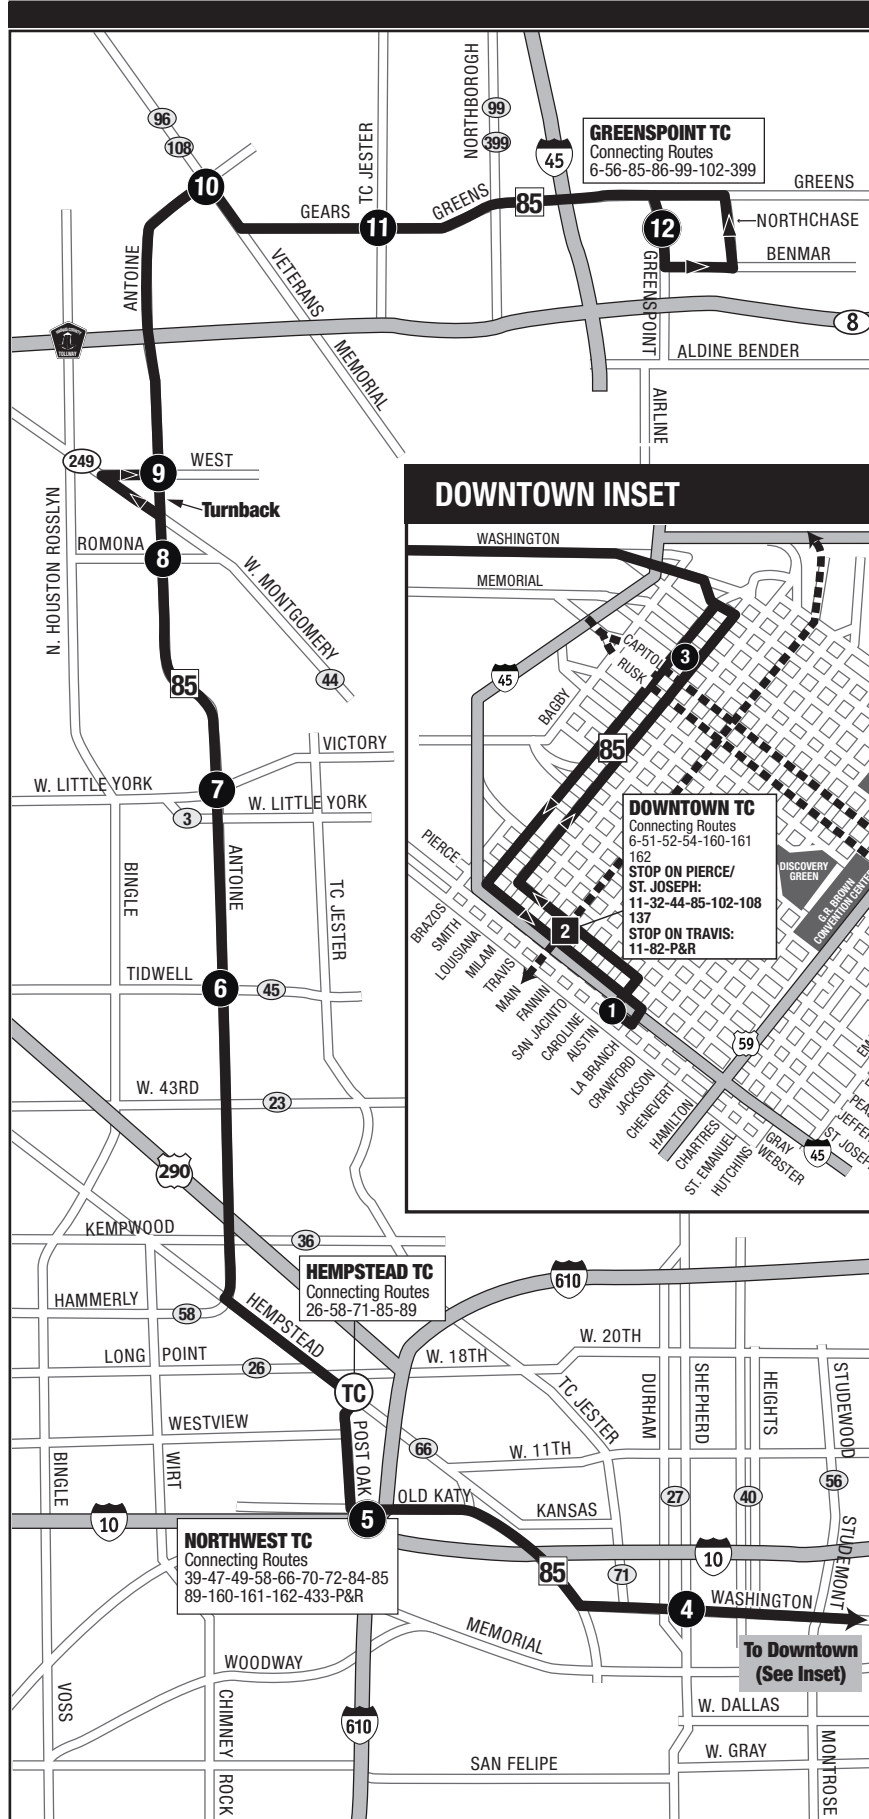 96
108
10
TC JESTER
NORTHBOROGH
99
399
45
GREENSPOINT TC
Connecting Routes
6-56-85-86-99-102-399
GREENS
GEARS
11
GREENS
85
12
NORTHCHASE
BENMAR
ANTOINE
VETERANS
MEMORIAL
GREENSPOINT
8
TOLLWAY
ALDINE BENDER
AIRLINE
249
9
WEST
Turnback
N. HOUSTON ROSSLYN
ROMONA
8
W. MONTGOMERY
44
85
VICTORY
W. LITTLE YORK
7
W. LITTLE YORK
3
BINGLE
ANTOINE
TC JESTER
TIDWELL
6
45
W. 43RD
23
290
KEMPWOOD
36
HEMPSTEAD TC
Connecting Routes
26-58-71-85-89
HAMMERLY
58
HEMPSTEAD
610
LONG POINT
26
W. 18TH
W. 20TH
TC
TC JESTER
DURHAM
SHEPHERD
HEIGHTS
STUDEWOOD
WESTVIEW
POST OAK
66
W. 11TH
BINGLE
WIRT
OLD KATY
KANSAS
27
40
56
10
5
NORTHWEST TC
Connecting Routes
39-47-49-58-66-70-72-84-85
89-160-161-162-433-P&R
85
71
10
STUDEMONT
4
WASHINGTON
To Downtown
(See Inset)
MEMORIAL
WOODWAY
VOSS
CHIMNEY ROCK
610
W. DALLAS
W. GRAY
SAN FELIPE
MONTROSE
DOWNTOWN INSET
WASHINGTON
MEMORIAL
CAPITOL
RUSK
3
45
BAGBY
85
DOWNTOWN TC
Connecting Routes
6-51-52-54-160-161
162
STOP ON PIERCE/
ST. JOSEPH:
11-32-44-85-102-108
137
STOP ON TRAVIS:
11-82-P&R
DISCOVERY
GREEN
G.R. BROWN
CONVENTION CENTER
PIERCE
2
BRAZOS
SMITH
LOUISIANA
MILAM
TRAVIS
MAIN
FANNIN
SAN JACINTO
CAROLINE
AUSTIN
1
LA BRANCH
CRAWFORD
JACKSON
CHENEVERT
HAMILTON
59
CHARTRES
ST. EMANUEL
HUTCHINS
GRAY
WEBSTER
45
ST. JOSEPH